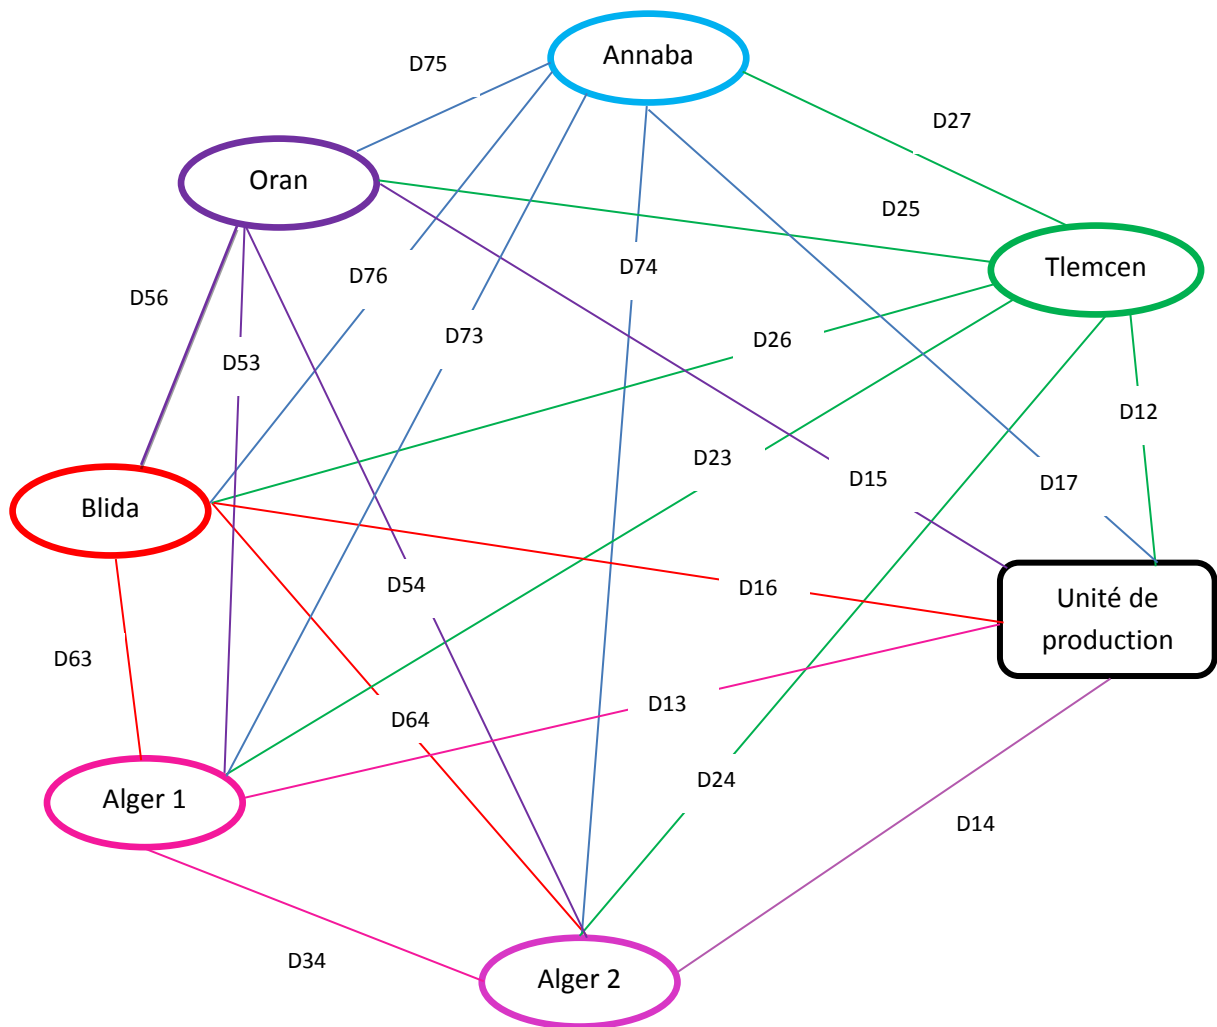 Annaba
D75
D27
Oran
D25
Tlemcen
D76
D74
D56
D73
D26
D53
D12
D23
D15
D17
Blida
D54
D16
Unité de
production
D63
D13
D64
D24
Alger 1
D14
D34
Alger 2